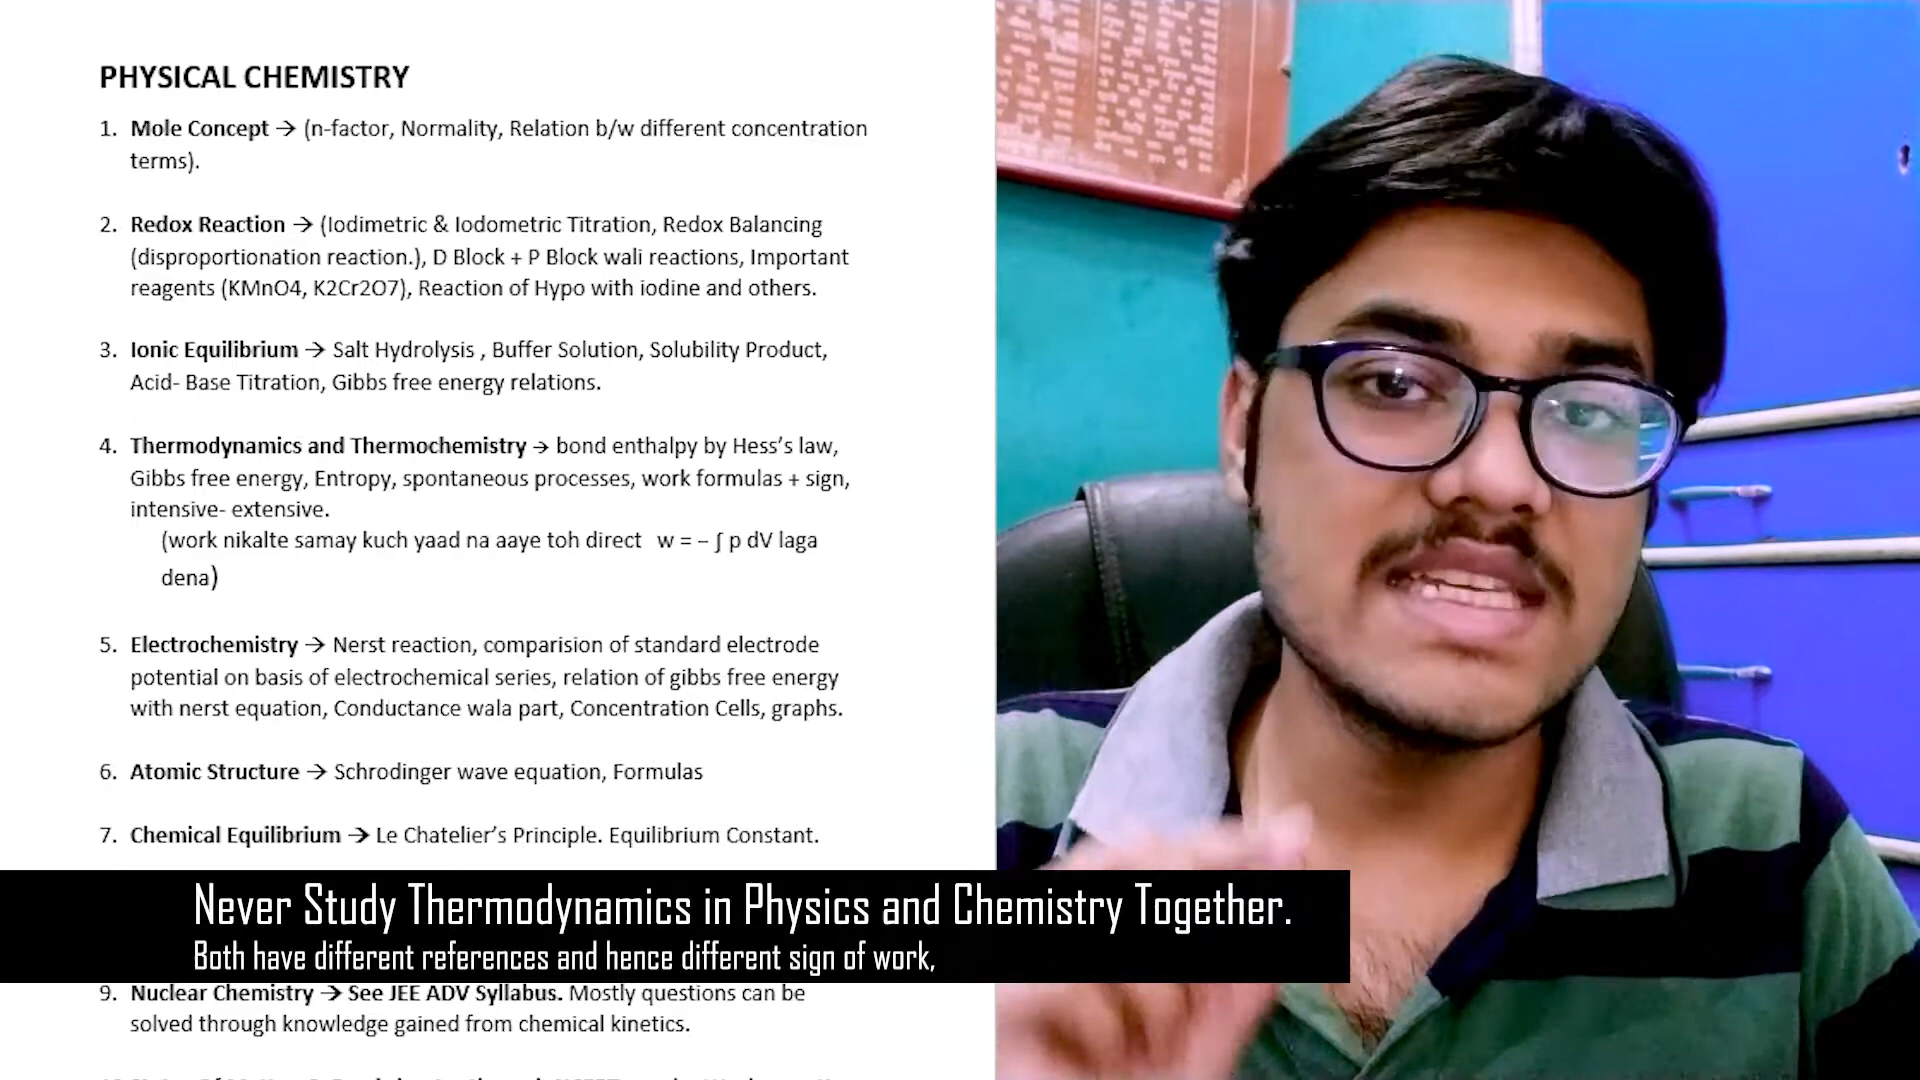 PHYSICAL CHEMISTRY
1. Mole Concept → (n-factor, Normality, Relation b/w different concentration
terms).
2. Redox Reaction → (Iodimetric & Iodometric Titration, Redox Balancing
(disproportionation reaction.), D Block + P Block wali reactions, Important
reagents (KMnO4, K2Cr2O7), Reaction of Hypo with iodine and others.
3. Ionic Equilibrium → Salt Hydrolysis , Buffer Solution, Solubility Product,
Acid- Base Titration, Gibbs free energy relations.
4. Thermodynamics and Thermochemistry → bond enthalpy by Hess’s law,
Gibbs free energy, Entropy, spontaneous processes, work formulas + sign,
intensive- extensive.
(work nikalte samay kuch yaad na aaye toh direct w = − ∫ p dV laga
dena)
5. Electrochemistry → Nerst reaction, comparision of standard electrode
potential on basis of electrochemical series, relation of gibbs free energy
with nerst equation, Conductance wala part, Concentration Cells, graphs.
6. Atomic Structure → Schrodinger wave equation, Formulas
7. Chemical Equilibrium → Le Chatelier’s Principle. Equilibrium Constant.
Never Study Thermodynamics in Physics and Chemistry Together.
Both have different references and hence different sign of work,
9. Nuclear Chemistry → See JEE ADV Syllabus. Mostly questions can be
solved through knowledge gained from chemical kinetics.